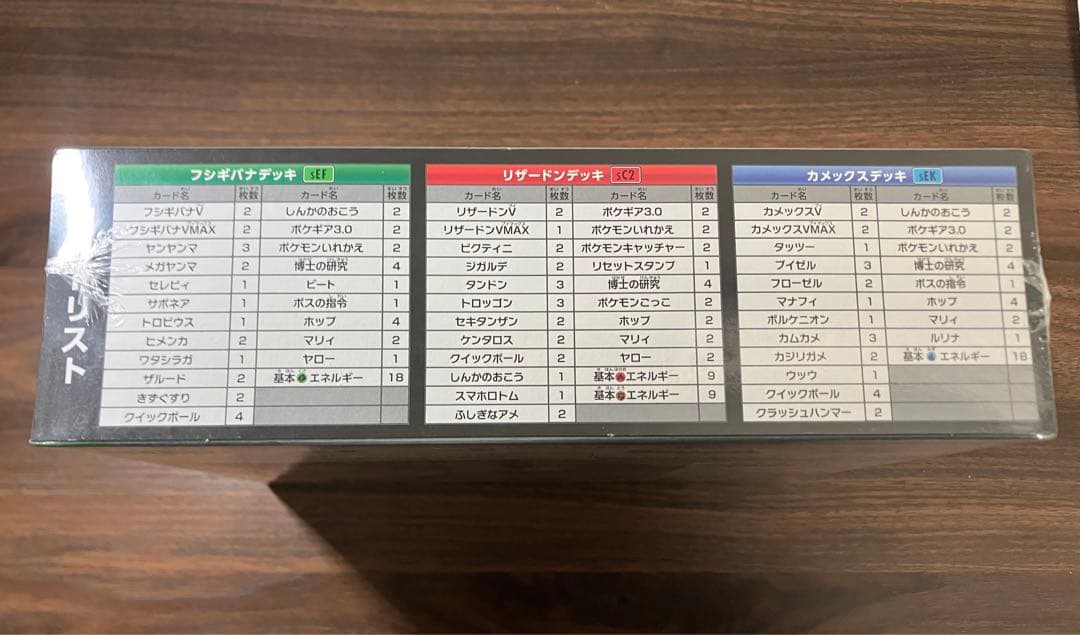 リスト
フシギバナデッキ sEF
カード名 枚数 カード名 枚数
フシギバナV 2 しんかのおこう 2
フシギバナVMAX 2 ポケギア3.0 2
ヤンヤンマ 3 ポケモンいれかえ 2
メガヤンマ 2 博士の研究 4
セレビィ 1 ビート 1
サボネア 1 ボスの指令 1
トロピウス 1 ホップ 4
ヒメンカ 2 マリィ 2
ワタシラガ 1 ヤロー 1
ザルード 2 基本 エネルギー 18
きずぐすり 2
クイックボール 4
リザードンデッキ sC2
カード名 枚数 カード名 枚数
リザードンV 2 ポケギア3.0 2
リザードンVMAX 1 ポケモンいれかえ 2
ビクティニ 2 ポケモンキャッチャー 2
ジガルデ 2 リセットスタンプ 1
タンドン 3 博士の研究 4
トロッゴン 3 ポケモンごっこ 2
セキタンザン 2 ホップ 2
ケンタロス 2 マリィ 2
クイックボール 2 ヤロー 2
しんかのおこう 1 基本 エネルギー 9
スマホロトム 1 基本 エネルギー 9
ふしぎなアメ 2
カメックスデッキ sEK
カード名 枚数 カード名 枚数
カメックスV 2 しんかのおこう 2
カメックスVMAX 2 ポケギア3.0 2
タッツー 1 ポケモンいれかえ 2
ブイゼル 3 博士の研究 4
フローゼル 2 ボスの指令 1
マナフィ 1 ホップ 4
ボルケニオン 1 マリィ 2
カムカメ 3 ルリナ 1
カジリガメ 2 基本 エネルギー 18
ウッウ 1
クイックボール 4
クラッシュハンマー 2